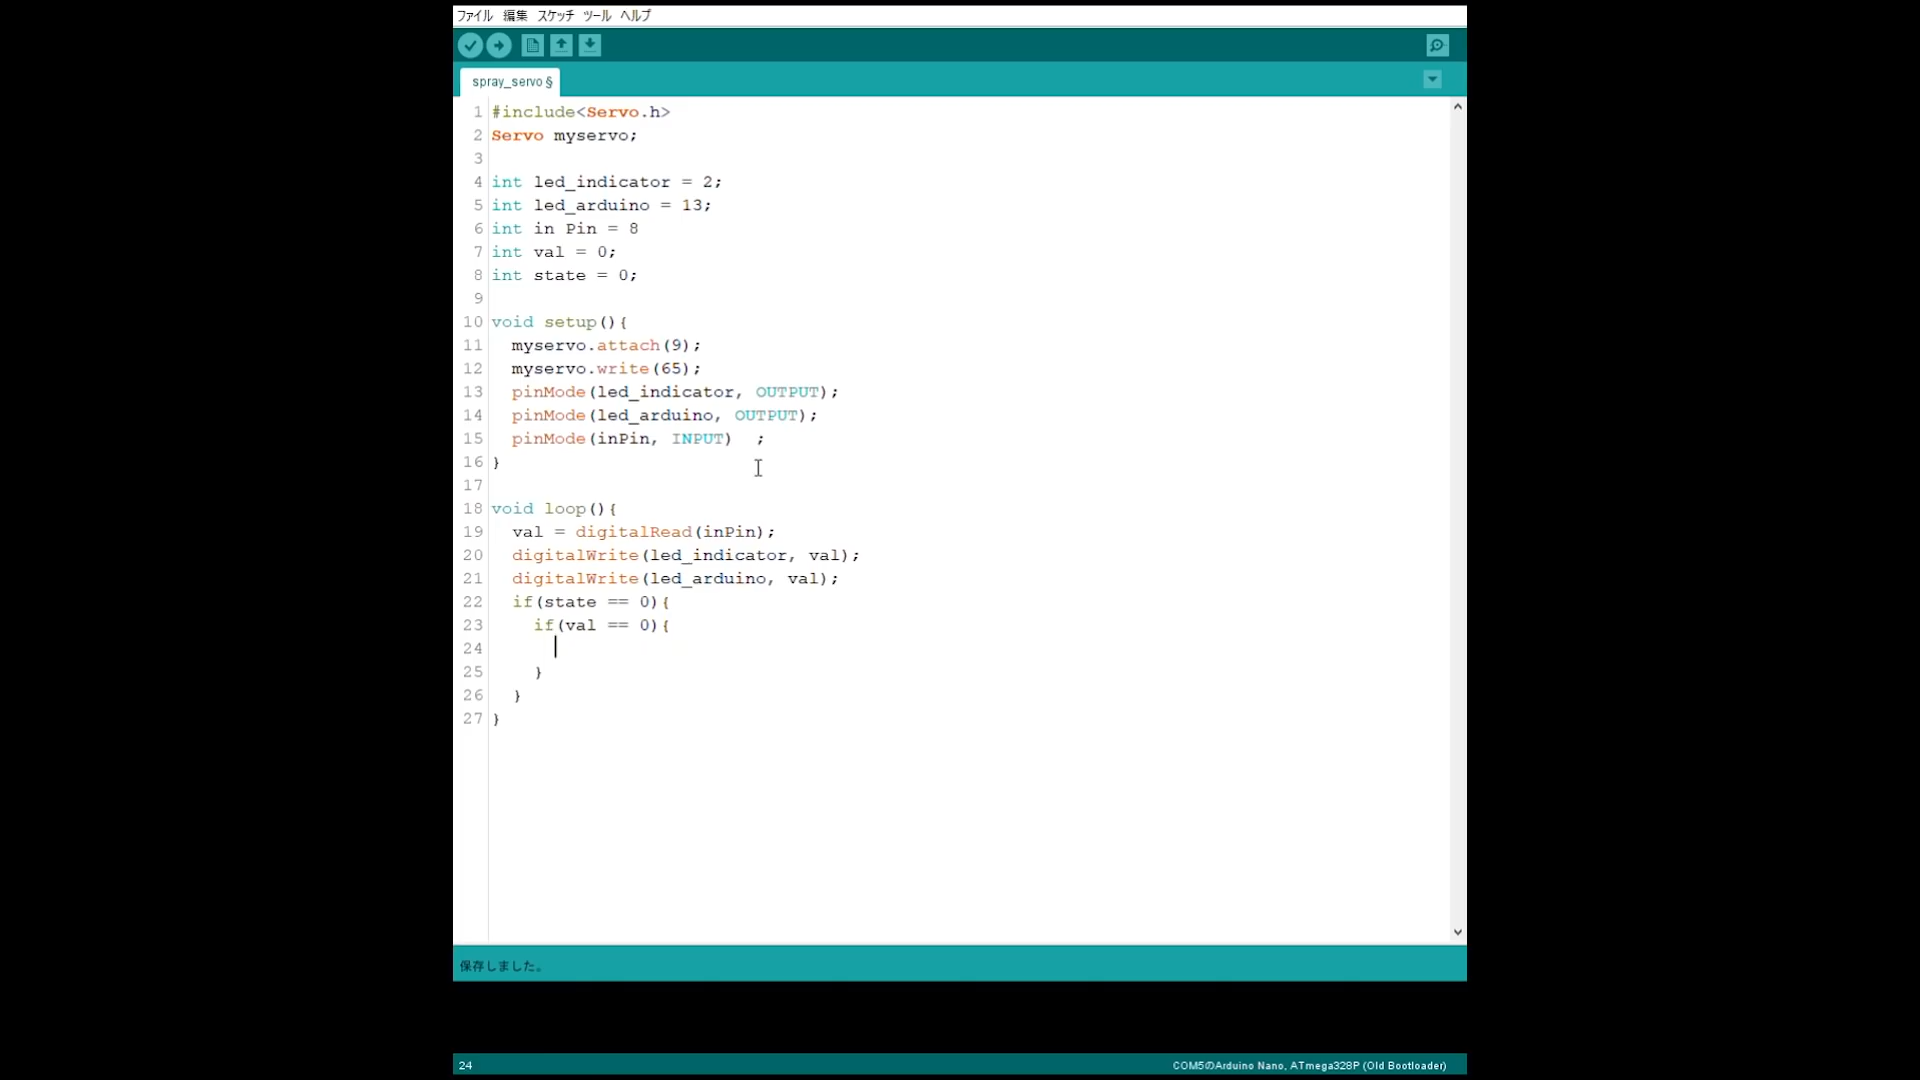 ファイル 編集 スケッチ ツール ヘルプ
spray_servo §
1 #include<Servo.h>
2 Servo myservo;
3
4 int led_indicator = 2;
5 int led_arduino = 13;
6 int in Pin = 8
7 int val = 0;
8 int state = 0;
9
10 void setup(){
11 myservo.attach(9);
12 myservo.write(65);
13 pinMode(led_indicator, OUTPUT);
14 pinMode(led_arduino, OUTPUT);
15 pinMode(inPin, INPUT)  ;
16 }
17
18 void loop(){
19 val = digitalRead(inPin);
20 digitalWrite(led_indicator, val);
21 digitalWrite(led_arduino, val);
22 if(state == 0){
23 if(val == 0){
24
25 }
26 }
27 }
保存しました。
24 COM5のArduino Nano, ATmega328P (Old Bootloader)